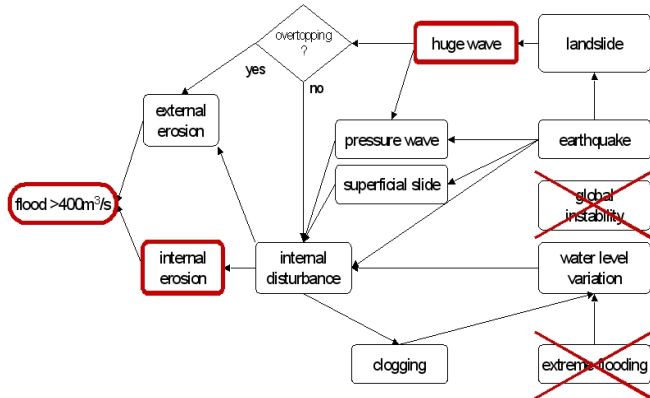 overtopping
?
huge wave
landslide
yes
no
external
erosion
pressure wave
earthquake
superficial slide
flood >400m³/s
global
instability
internal
erosion
internal
disturbance
water level
variation
clogging
extreme flooding